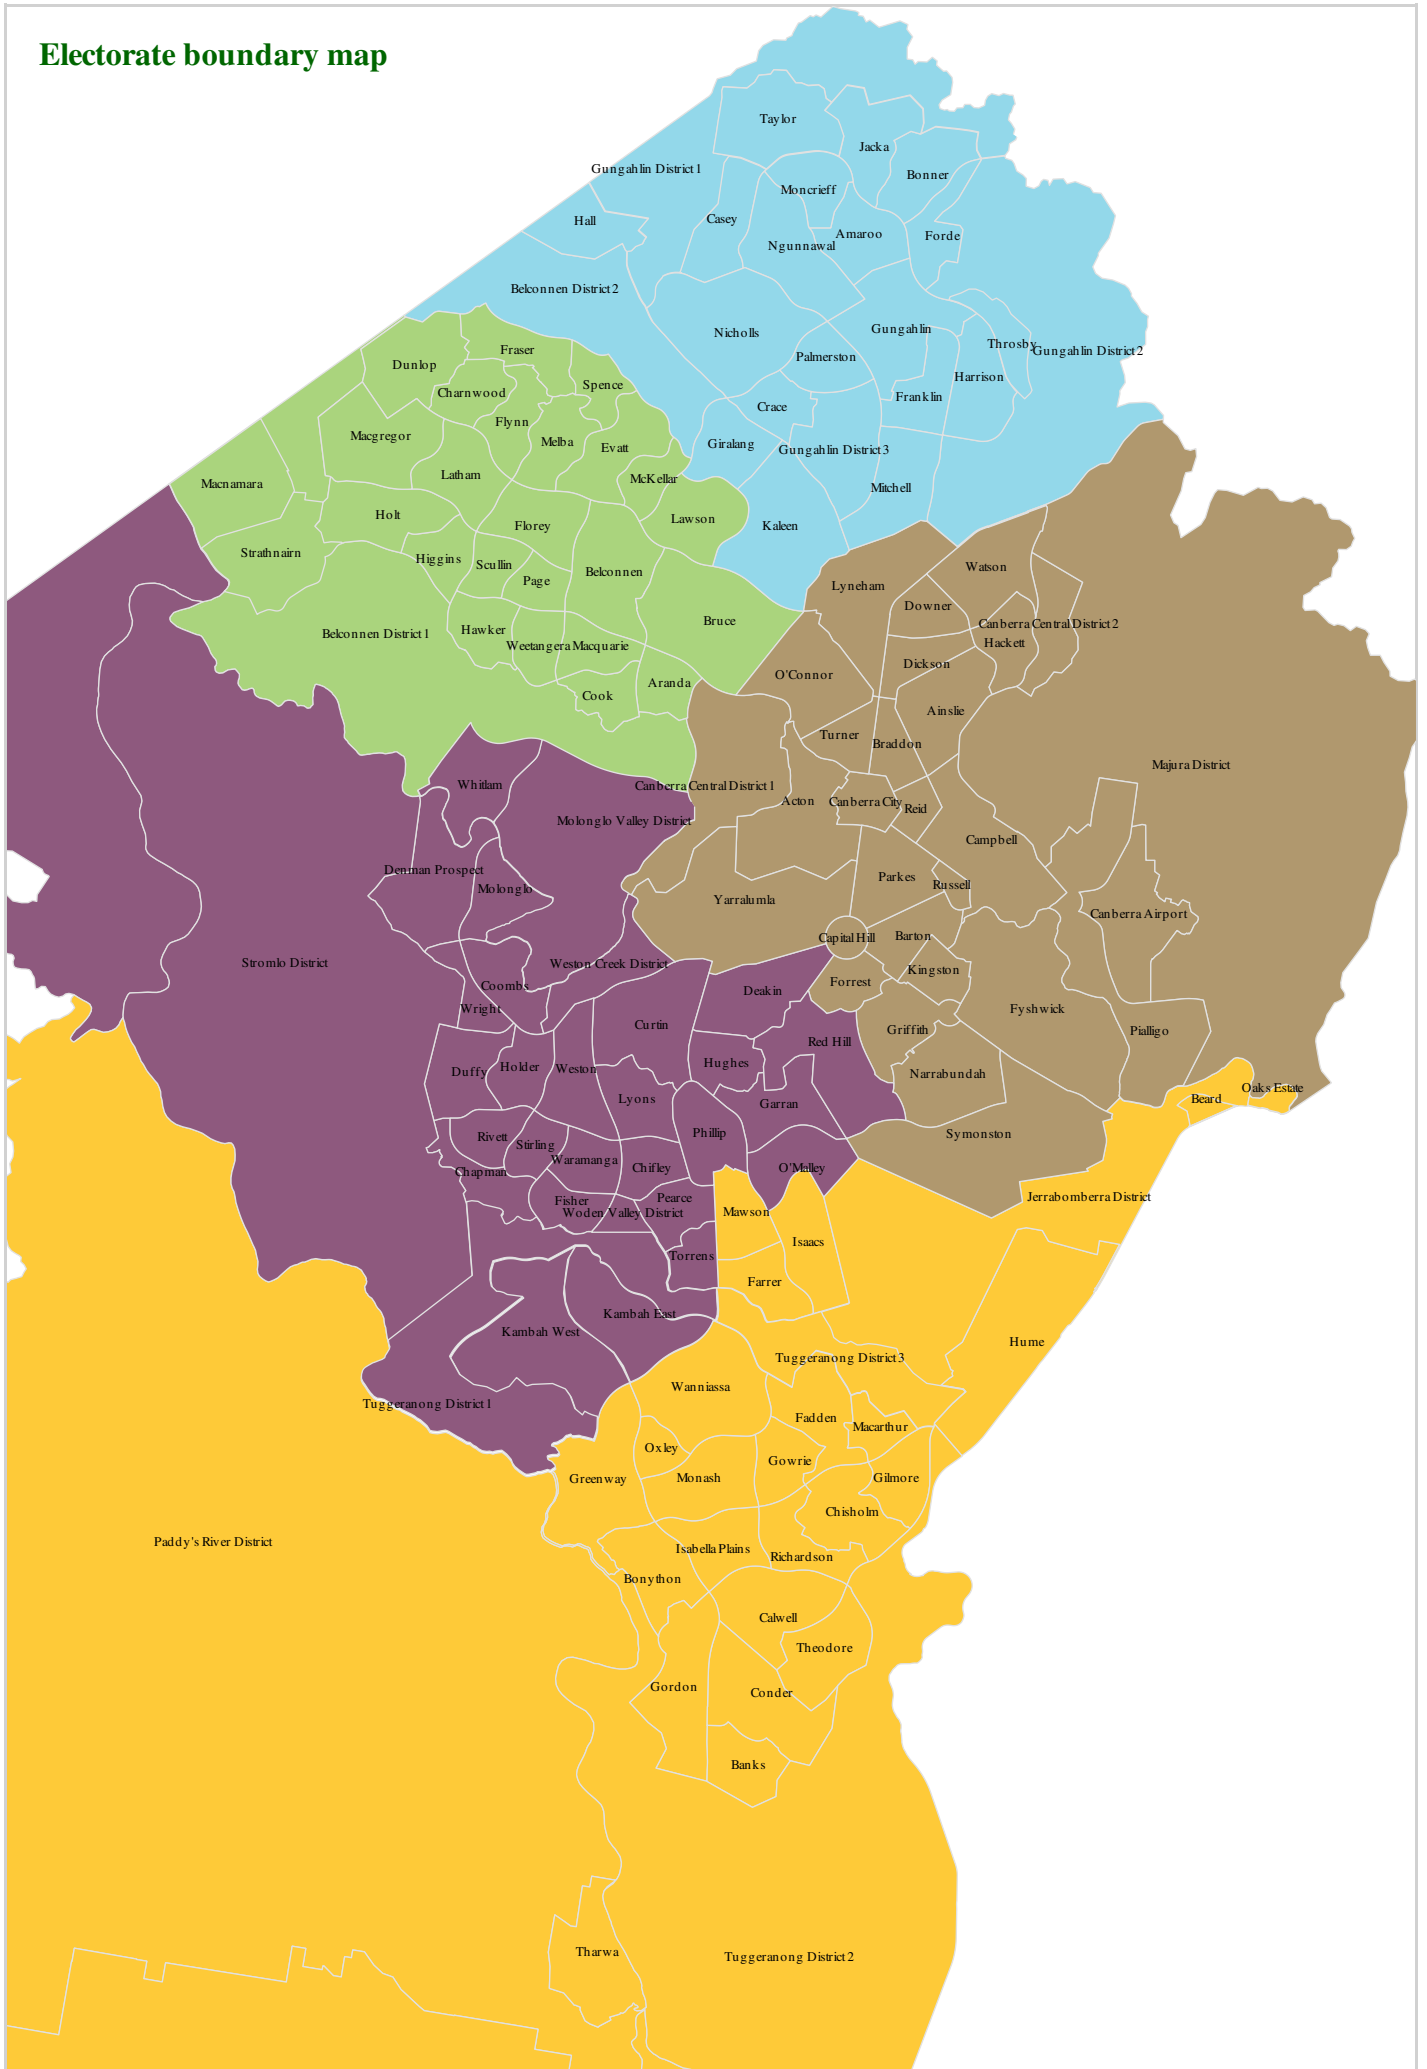 Electorate boundary map
Taylor
Jacka
Gungahlin District 1
Bonner
Moncrieff
Hall
Casey
Amaroo
Forde
Ngunnawal
Belconnen District 2
Nicholls
Gungahlin
Throsby
Gungahlin District 2
Fraser
Palmerston
Dunlop
Harrison
Spence
Charnwood
Franklin
Crace
Flynn
Macgregor
Melba
Giralang
Evatt
Gungahlin District 3
Latham
McKellar
Macnamara
Mitchell
Holt
Lawson
Florey
Kaleen
Strathnairn
Higgins
Scullin
Watson
Belconnen
Page
Lyneham
Downer
Bruce
Canberra Central District 2
Hawker
Belconnen District 1
Hackett
Weetangera
Macquarie
Dickson
O'Connor
Aranda
Cook
Ainslie
Turner
Braddon
Majura District
Whitlam
Canberra Central District 1
Acton
Canberra City
Reid
Molonglo Valley District
Campbell
Denman Prospect
Parkes
Russell
Molonglo
Yarralumla
Canberra Airport
Capital Hill
Barton
Stromlo District
Weston Creek District
Kingston
Forrest
Coombs
Deakin
Wright
Fyshwick
Curtin
Griffith
Pialligo
Red Hill
Hughes
Holder
Weston
Duffy
Narrabundah
Oaks Estate
Lyons
Beard
Garran
Phillip
Symonston
Rivett
Stirling
Waramanga
Chifley
O'Malley
Chapman
Pearce
Jerrabomberra District
Fisher
Woden Valley District
Mawson
Isaacs
Torrens
Farrer
Kambah East
Kambah West
Hume
Tuggeranong District 3
Wanniassa
Tuggeranong District 1
Fadden
Macarthur
Oxley
Gowrie
Greenway
Monash
Gilmore
Chisholm
Paddy's River District
Isabella Plains
Richardson
Bonython
Calwell
Theodore
Gordon
Conder
Banks
Tharwa
Tuggeranong District 2